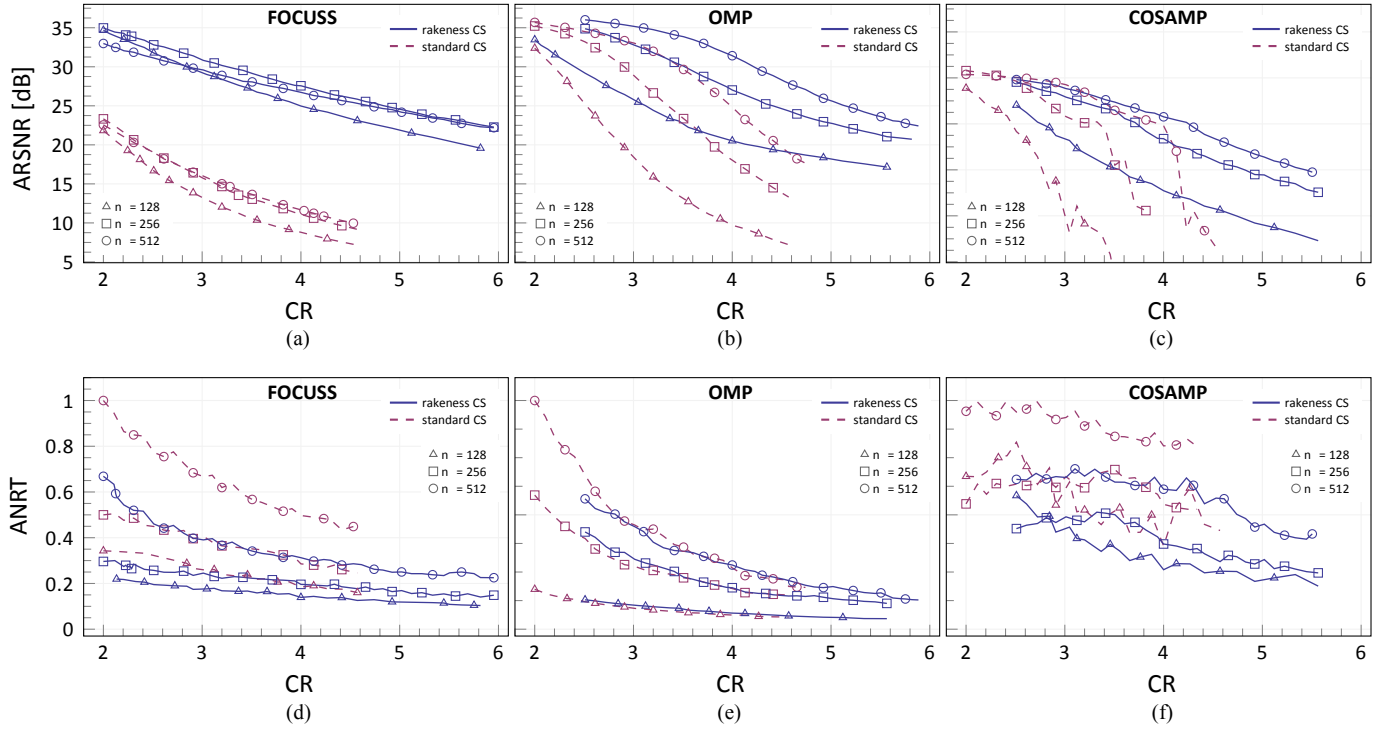 FOCUSS
OMP
COSAMP
rakeness CS
standard CS
rakeness CS
standard CS
rakeness CS
standard CS
35
30
25
20
15
10
5
ARSNR [dB]
n = 128
n = 256
n = 512
n = 128
n = 256
n = 512
n = 128
n = 256
n = 512
2 3 4 5 6
2 3 4 5 6
2 3 4 5 6
CR
CR
CR
(a)
(b)
(c)
FOCUSS
OMP
COSAMP
rakeness CS
standard CS
rakeness CS
standard CS
rakeness CS
standard CS
1
0.8
0.6
0.4
0.2
0
ANRT
n = 128
n = 256
n = 512
n = 128
n = 256
n = 512
n = 128
n = 256
n = 512
2 3 4 5 6
2 3 4 5 6
2 3 4 5 6
CR
CR
CR
(d)
(e)
(f)